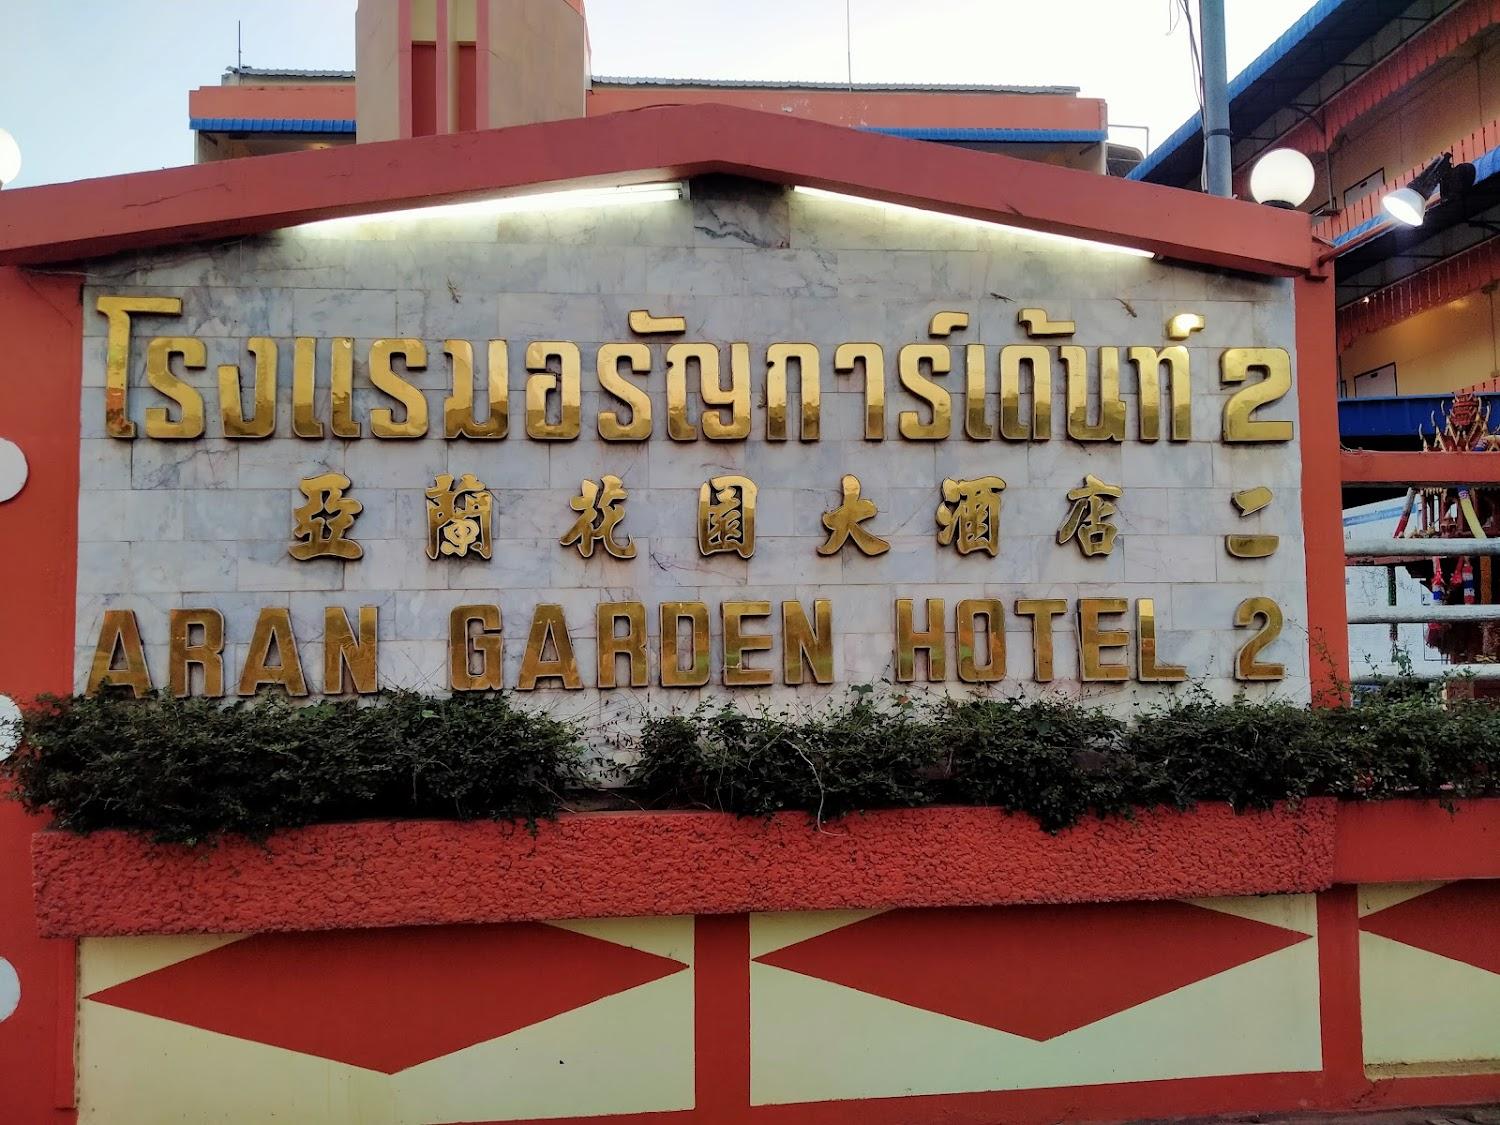 โรงแรมอรัญการ์เด้นท์ 2
亞蘭花園大酒店 二
ARAN GARDEN HOTEL 2